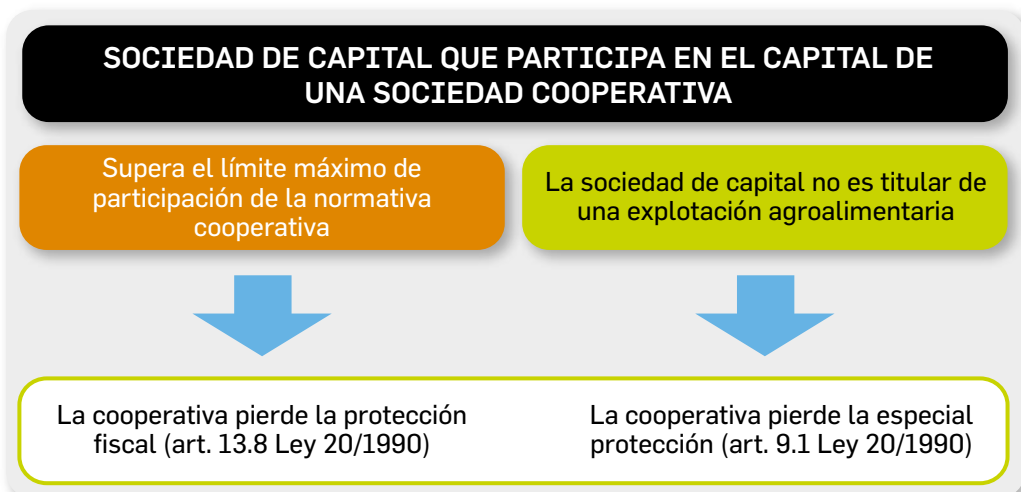 SOCIEDAD DE CAPITAL QUE PARTICIPA EN EL CAPITAL DE
UNA SOCIEDAD COOPERATIVA
Supera el límite máximo de
participación de la normativa
cooperativa
La sociedad de capital no es titular de
una explotación agroalimentaria
La cooperativa pierde la protección
fiscal (art. 13.8 Ley 20/1990)
La cooperativa pierde la especial
protección (art. 9.1 Ley 20/1990)